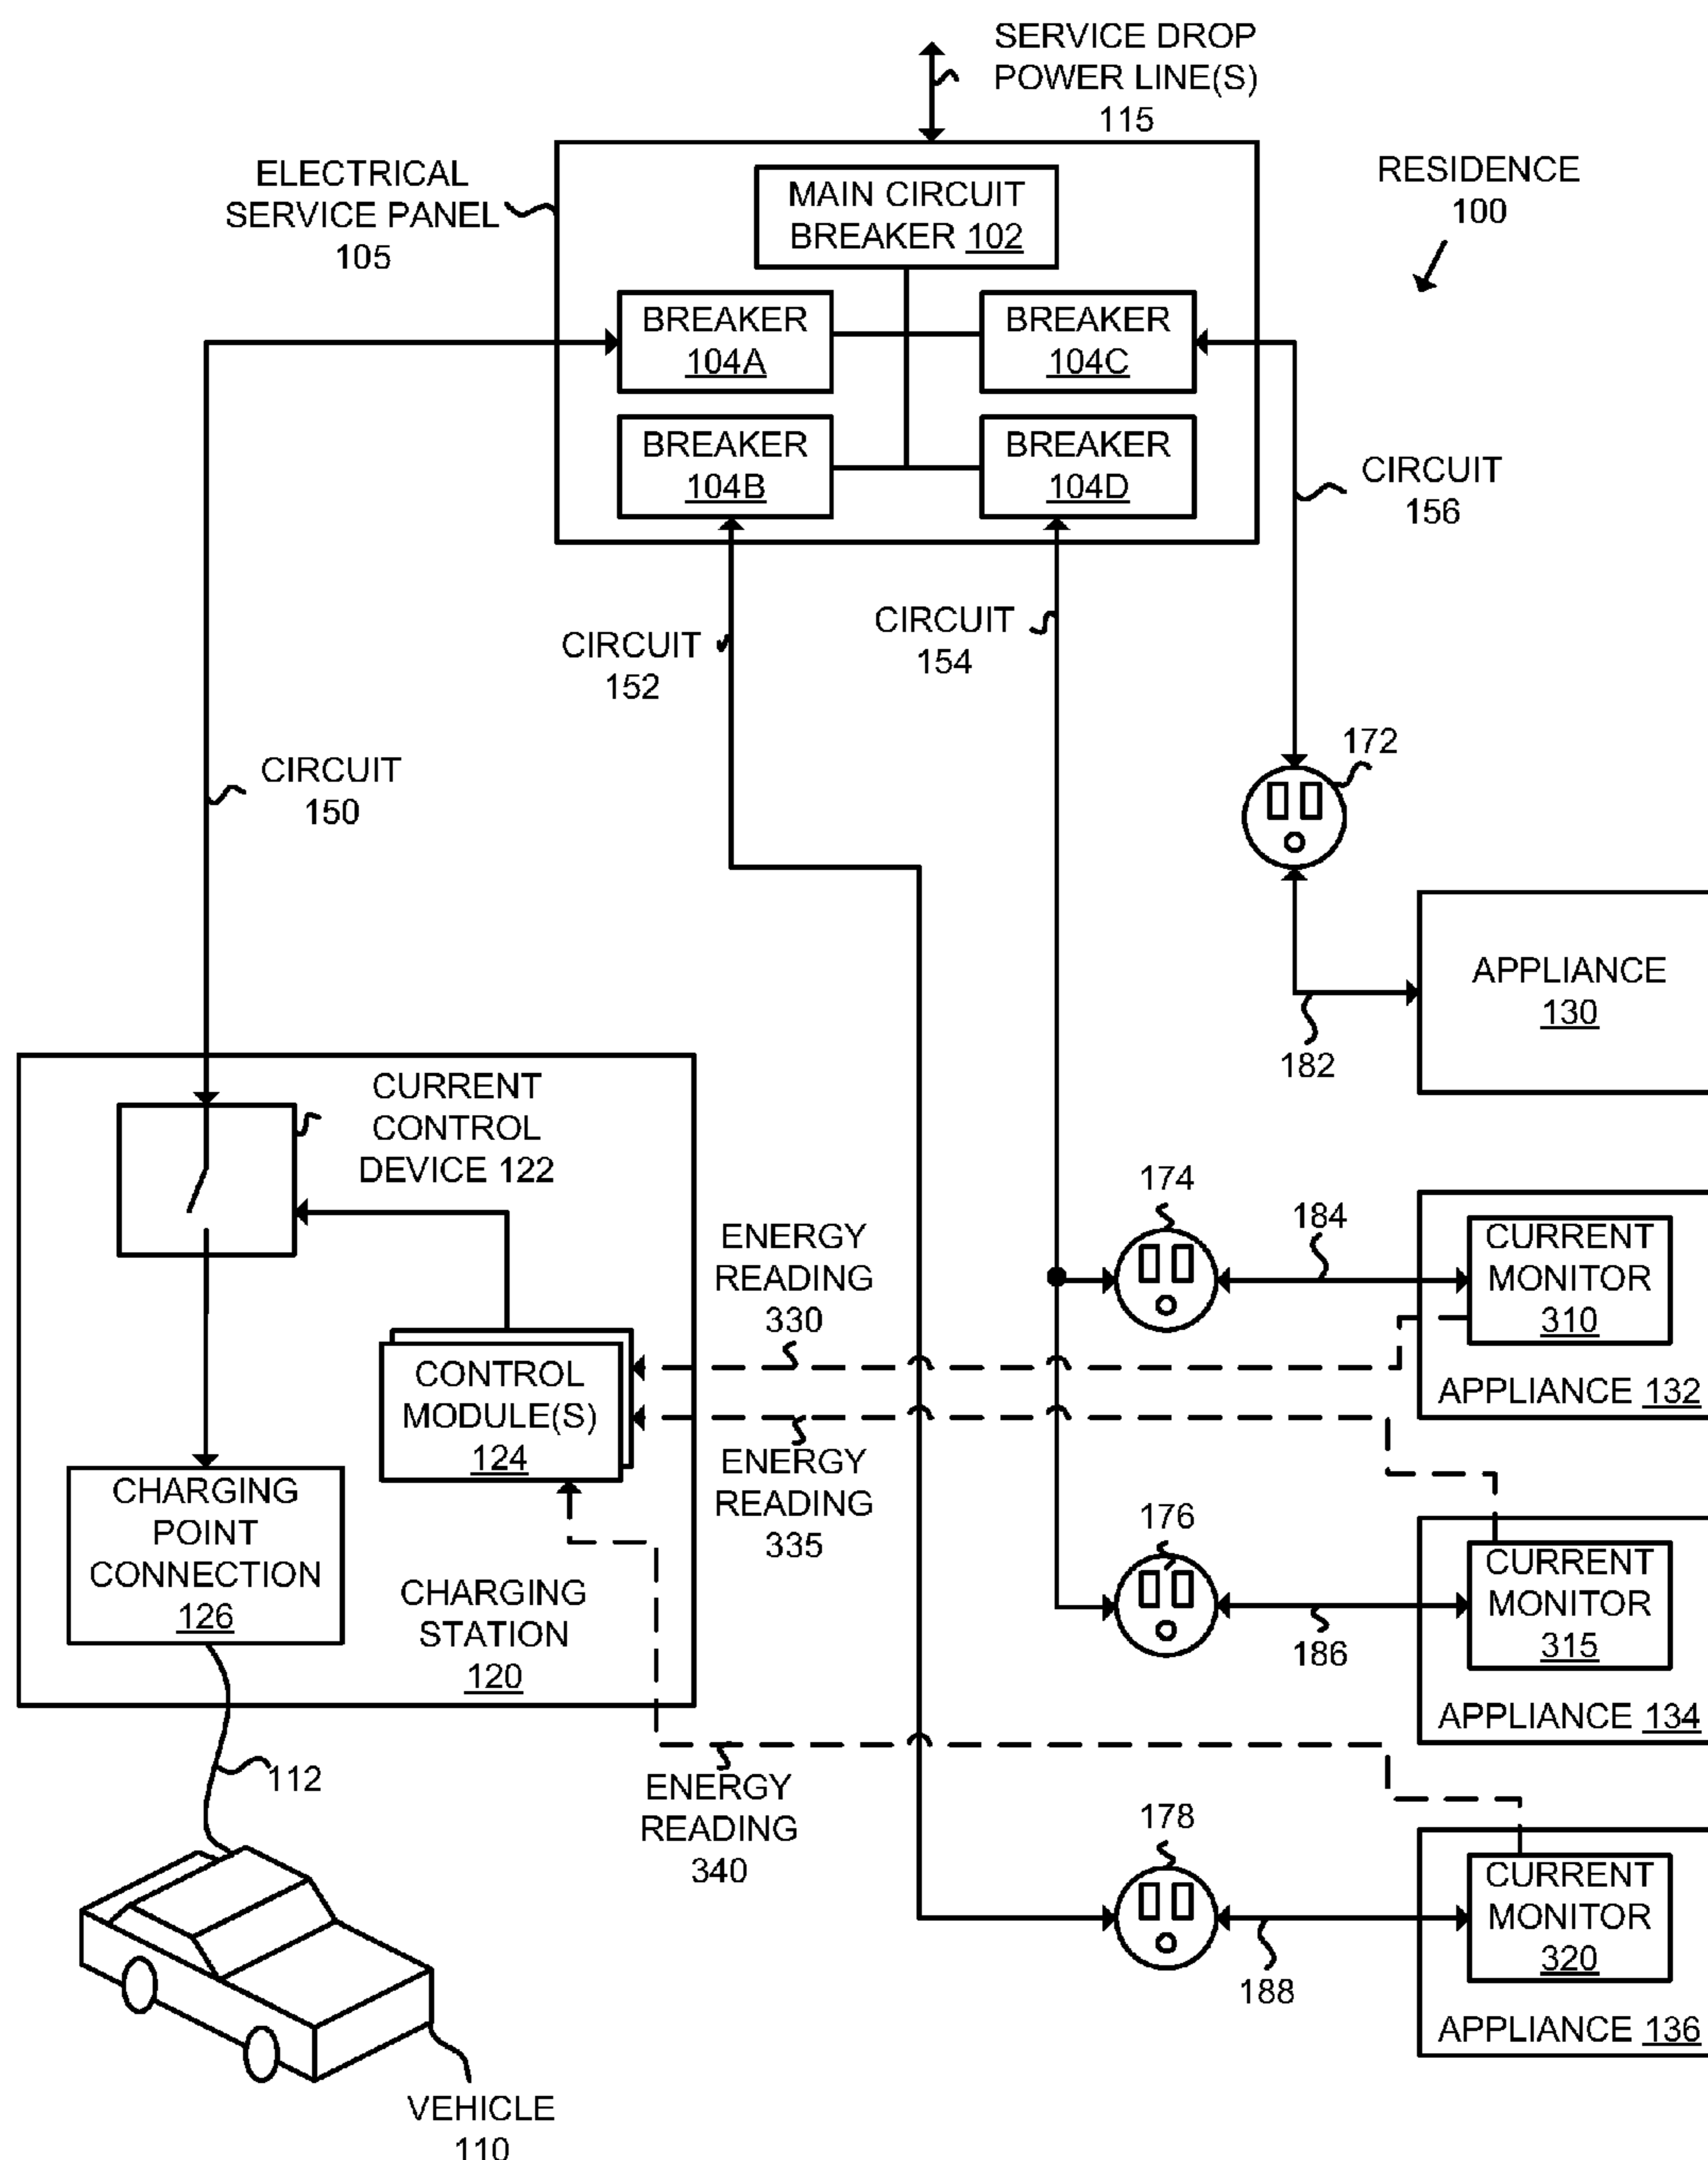 SERVICE DROP
POWER LINE(S)
115
ELECTRICAL
SERVICE PANEL
105
RESIDENCE
100
MAIN CIRCUIT
BREAKER 102
BREAKER
104A
BREAKER
104C
BREAKER
104B
BREAKER
104D
CIRCUIT
156
CIRCUIT
152
CIRCUIT
154
CIRCUIT
150
172
APPLIANCE
130
182
CURRENT
CONTROL
DEVICE 122
174
184
CURRENT
MONITOR
310
APPLIANCE 132
ENERGY
READING
330
CONTROL
MODULE(S)
124
ENERGY
READING
335
CHARGING
POINT
CONNECTION
126
CHARGING
STATION
120
176
186
CURRENT
MONITOR
315
APPLIANCE 134
112
ENERGY
READING
340
178
188
CURRENT
MONITOR
320
APPLIANCE 136
VEHICLE
110